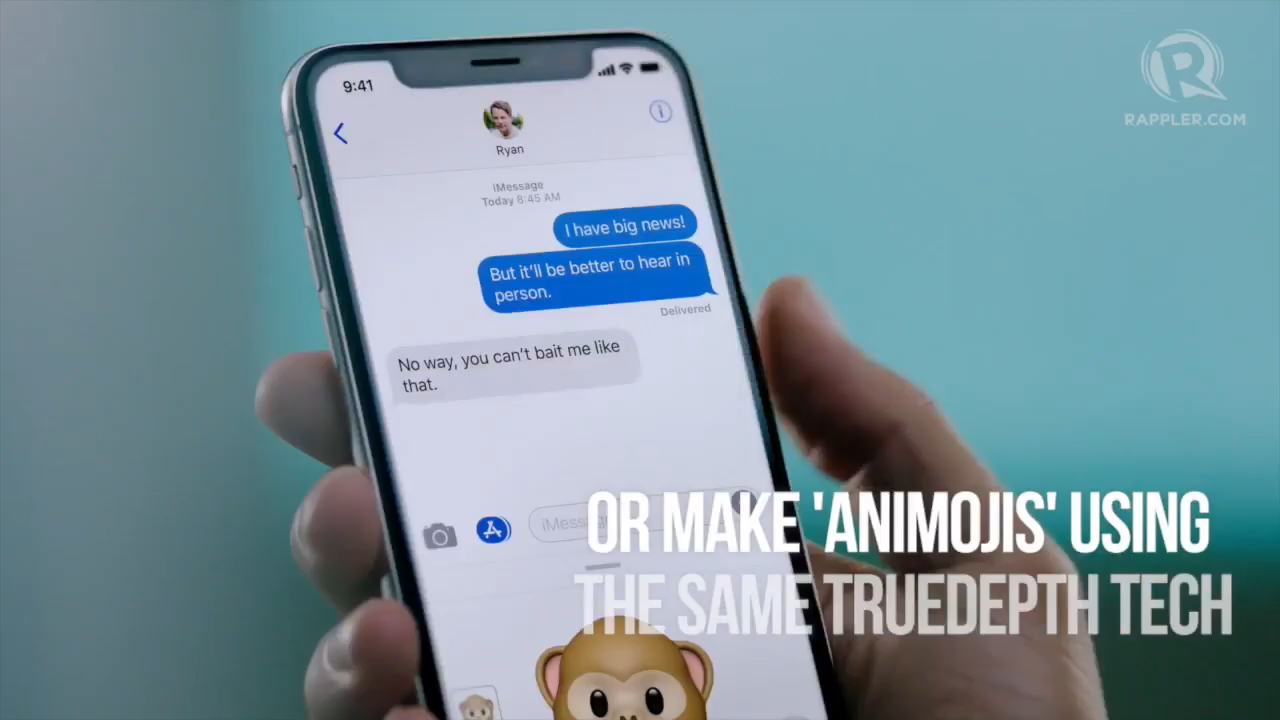 9:41
R
RAPPLER.COM
Ryan
iMessage
Today 8:45 AM
I have big news!
But it'll be better to hear in
person.
Delivered
No way, you can't bait me like
that.
iMessage
OR MAKE 'ANIMOJIS' USING
THE SAME TRUEDEPTH TECH